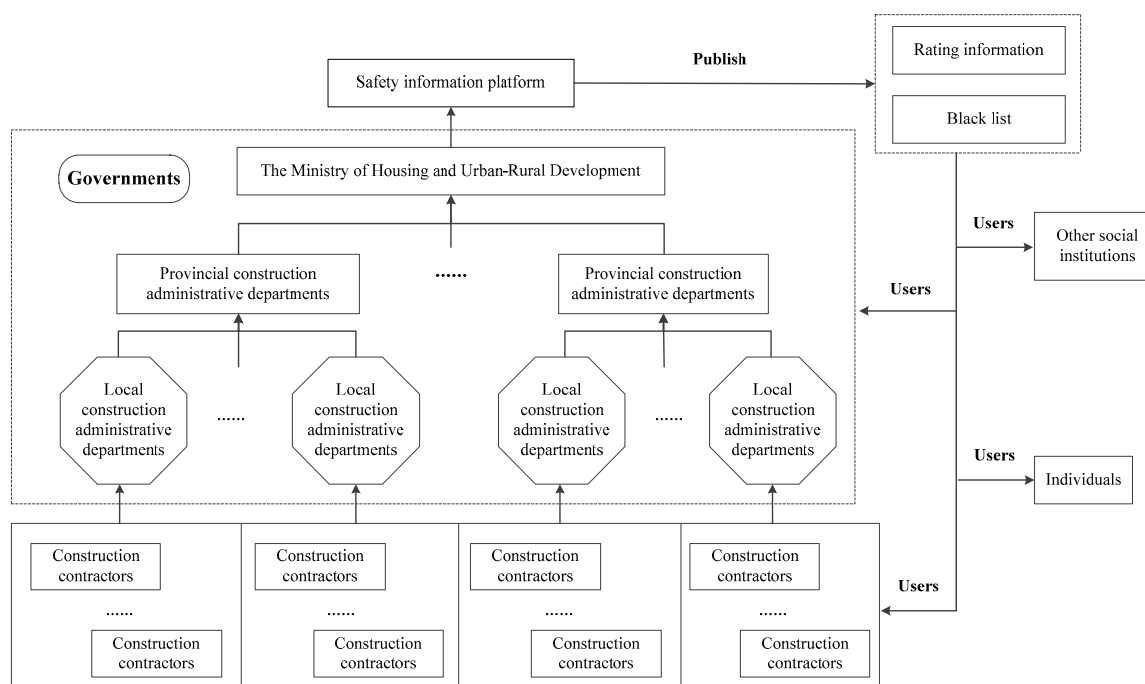 Rating information
Publish
Safety information platform
Black list
The Ministry of Housing and Urban-Rural Development
Governments
Users
Other social
institutions
Provincial construction
administrative departments
......
Provincial construction
administrative departments
Users
Local
construction
administrative
departments
......
Local
construction
administrative
departments
Local
construction
administrative
departments
......
Local
construction
administrative
departments
Users
Individuals
Construction
contractors
......
Construction
contractors
Construction
contractors
......
Construction
contractors
Construction
contractors
......
Construction
contractors
Construction
contractors
......
Construction
contractors
Users